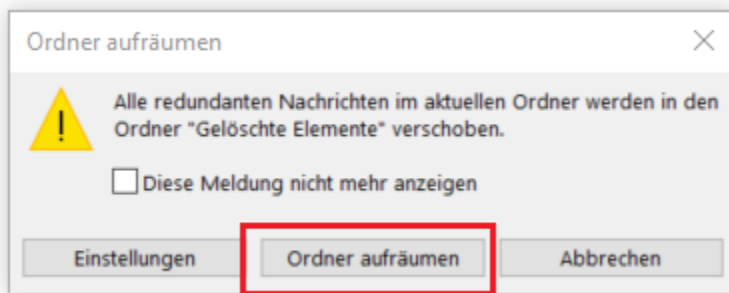 Ordner aufräumen
Alle redundanten Nachrichten im aktuellen Ordner werden in den
Ordner "Gelöschte Elemente" verschoben.
Diese Meldung nicht mehr anzeigen
Einstellungen
Ordner aufräumen
Abbrechen